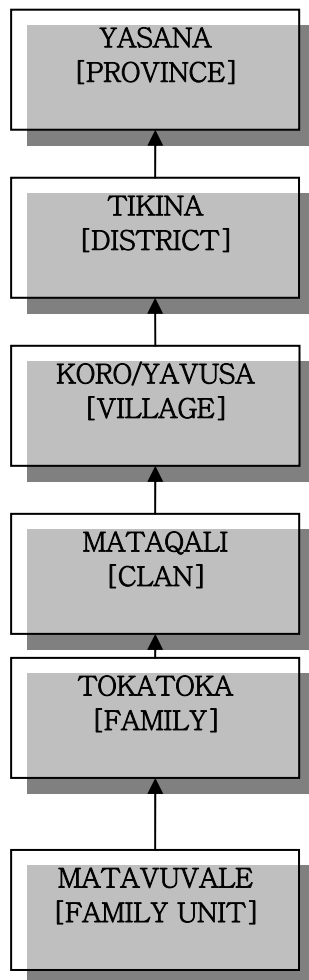 YASANA
[PROVINCE]
TIKINA
[DISTRICT]
KORO/YAVUSA
[VILLAGE]
MATAQALI
[CLAN]
TOKATOKA
[FAMILY]
MATAVUVALE
[FAMILY UNIT]